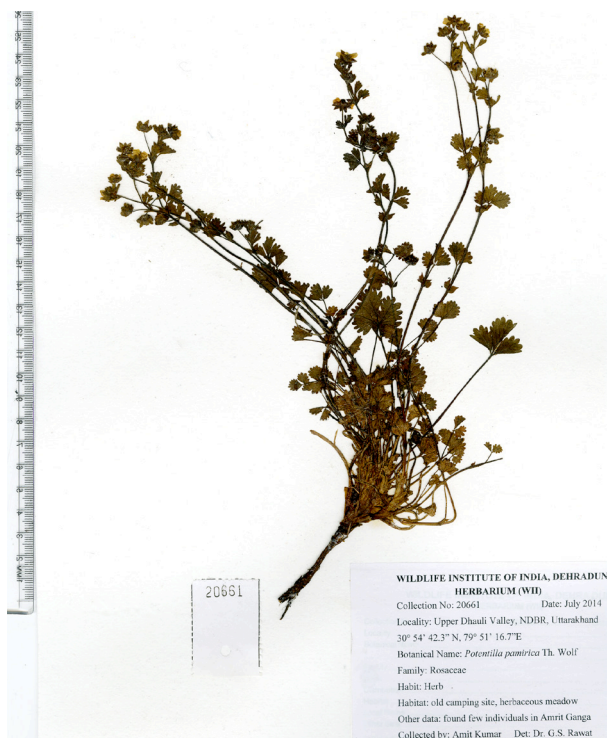 20661
WILDLIFE INSTITUTE OF INDIA, DEHRADUN
HERBARIUM (WII)
Collection No: 20661 Date: July 2014
Locality: Upper Dhauli Valley, NDBR, Uttarakhand
30° 54' 42.3" N, 79° 51' 16.7"E
Botanical Name: Potentilla pamirica Th. Wolf
Family: Rosaceae
Habit: Herb
Habitat: old camping site, herbaceous meadow
Other data: found few individuals in Amrit Ganga
Collected by: Amit Kumar Det: Dr. G.S. Rawat